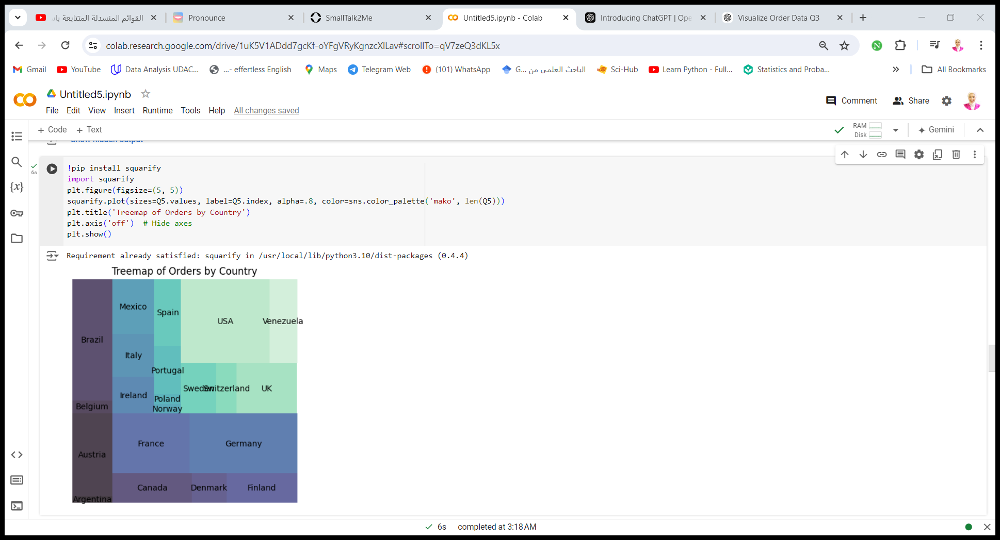 القوائم المنسدلة المتتابعة با
Pronounce
SmallTalk2Me
Untitled5.ipynb - Colab
Introducing ChatGPT | Ope
Visualize Order Data Q3
colab.research.google.com/drive/1uK5V1ADdd7gcKf-oYFgVRyKgnzcXlLav#scrollTo=qV7zeQ3dKL5x
Gmail
YouTube
Data Analysis UDAC...
...- effertless English
Maps
Telegram Web
(101) WhatsApp
G... الباحث العلمي من
Sci-Hub
Learn Python - Full...
Statistics and Proba...
All Bookmarks
Untitled5.ipynb
File Edit View Insert Runtime Tools Help All changes saved
Comment
Share
+ Code + Text
RAM
Disk
Gemini
Show hidden output
6s
!pip install squarify
import squarify
plt.figure(figsize=(5, 5))
squarify.plot(sizes=Q5.values, label=Q5.index, alpha=.8, color=sns.color_palette('mako', len(Q5)))
plt.title('Treemap of Orders by Country')
plt.axis('off')  # Hide axes
plt.show()
Requirement already satisfied: squarify in /usr/local/lib/python3.10/dist-packages (0.4.4)
Treemap of Orders by Country
Mexico
Spain
USA
Venezuela
Brazil
Italy
Portugal
Sweden
Switzerland
UK
Ireland
Poland
Belgium
Norway
France
Germany
Austria
Canada
Denmark
Finland
Argentina
6s completed at 3:18 AM